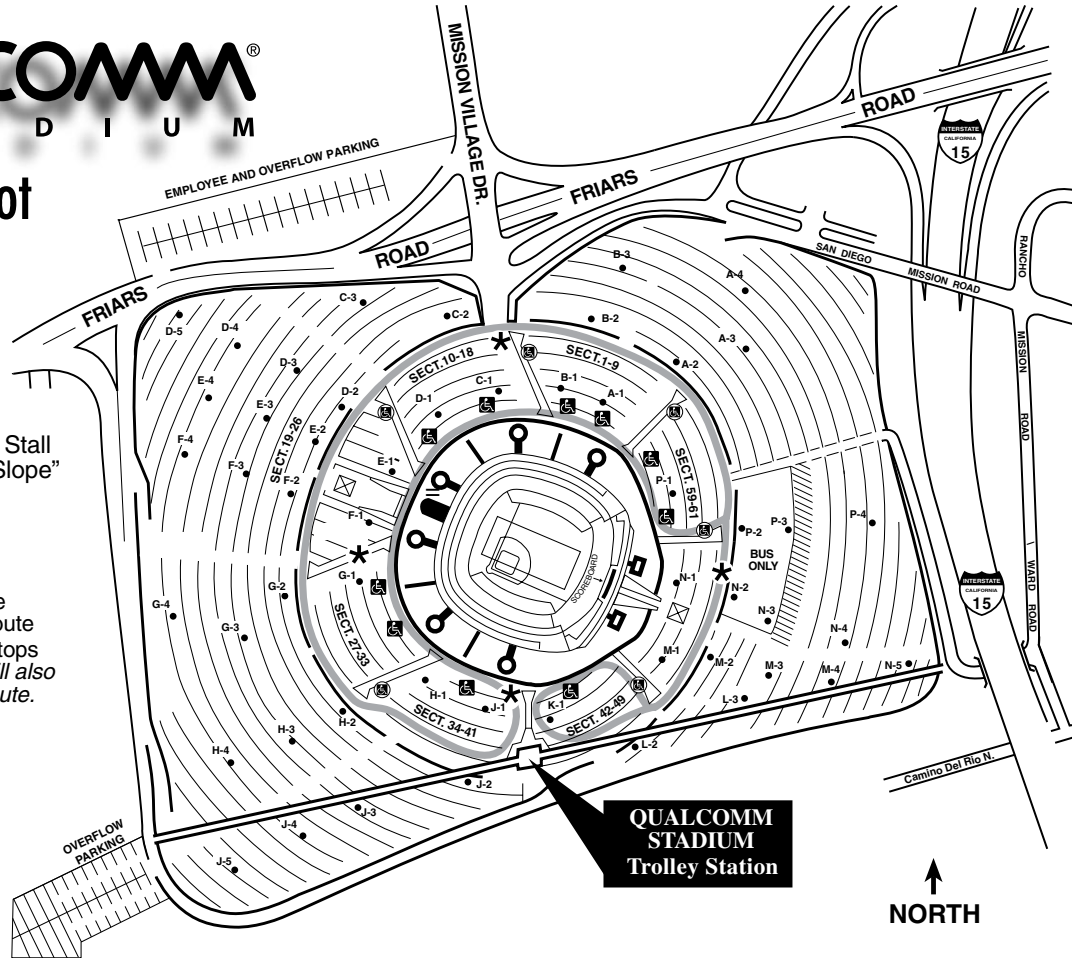 COMM®
D I U M
ot
Stall
Slope"
e
oute
tops
ll also
ute.
MISSION VILLAGE DR.
EMPLOYEE AND OVERFLOW PARKING
FRIARS
ROAD
FRIARS
ROAD
INTERSTATE
CALIFORNIA
15
SAN DIEGO
MISSION ROAD
RANCHO
MISSION
ROAD
WARD ROAD
INTERSTATE
CALIFORNIA
15
B-3
A-4
C-3
C-2
B-2
A-3
A-2
D-5
D-4
D-3
D-2
E-4
E-3
E-2
F-4
F-3
F-2
SECT.10-18
SECT.1-9
SECT.19-26
SECT. 59-61
C-1
B-1
A-1
D-1
E-1
F-1
P-1
P-2
P-3
P-4
BUS
ONLY
SCOREBOARD
G-4
G-3
G-2
G-1
N-1
N-2
N-3
N-4
N-5
SECT. 27-33
M-1
M-2
M-3
M-4
H-1
J-1
K-1
L-3
L-2
SECT. 34-41
SECT. 42-49
H-2
H-3
H-4
J-2
J-3
J-4
J-5
OVERFLOW
PARKING
Camino Del Rio N.
QUALCOMM
STADIUM
Trolley Station
NORTH